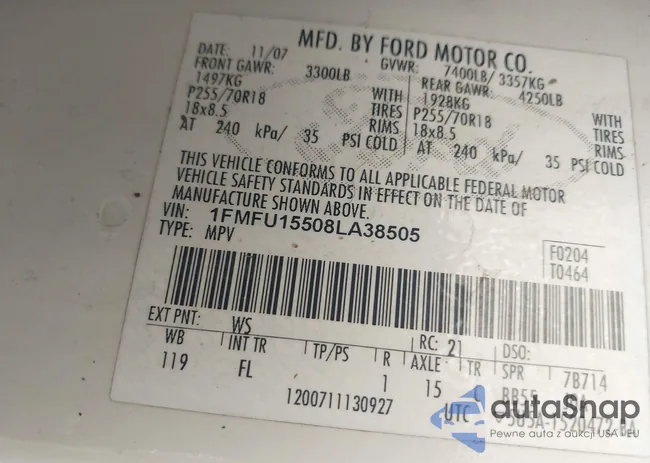 MFD. BY FORD MOTOR CO.
DATE: 11/07 GVWR: 7400LB/ 3357KG
FRONT GAWR: 3300LB REAR GAWR: 4250LB
1497KG WITH 1928KG WITH
P255/70R18 TIRES P255/70R18 TIRES
18x8.5 RIMS 18x8.5 RIMS
AT 240 kPa/ 35 PSI COLD AT 240 kPa/ 35 PSI COLD
THIS VEHICLE CONFORMS TO ALL APPLICABLE FEDERAL MOTOR
VEHICLE SAFETY STANDARDS IN EFFECT ON THE DATE OF
MANUFACTURE SHOWN ABOVE.
VIN: 1FMFU15508LA38505
TYPE: MPV
F0204
T0464
EXT PNT: WS RC: 21 DSO:
WB INT TR TP/PS R AXLE TR SPR 7B714
119 FL 1 15 BB55
1200711130927 UTC
autoSnap
Pewne auta z aukcji USA i EU